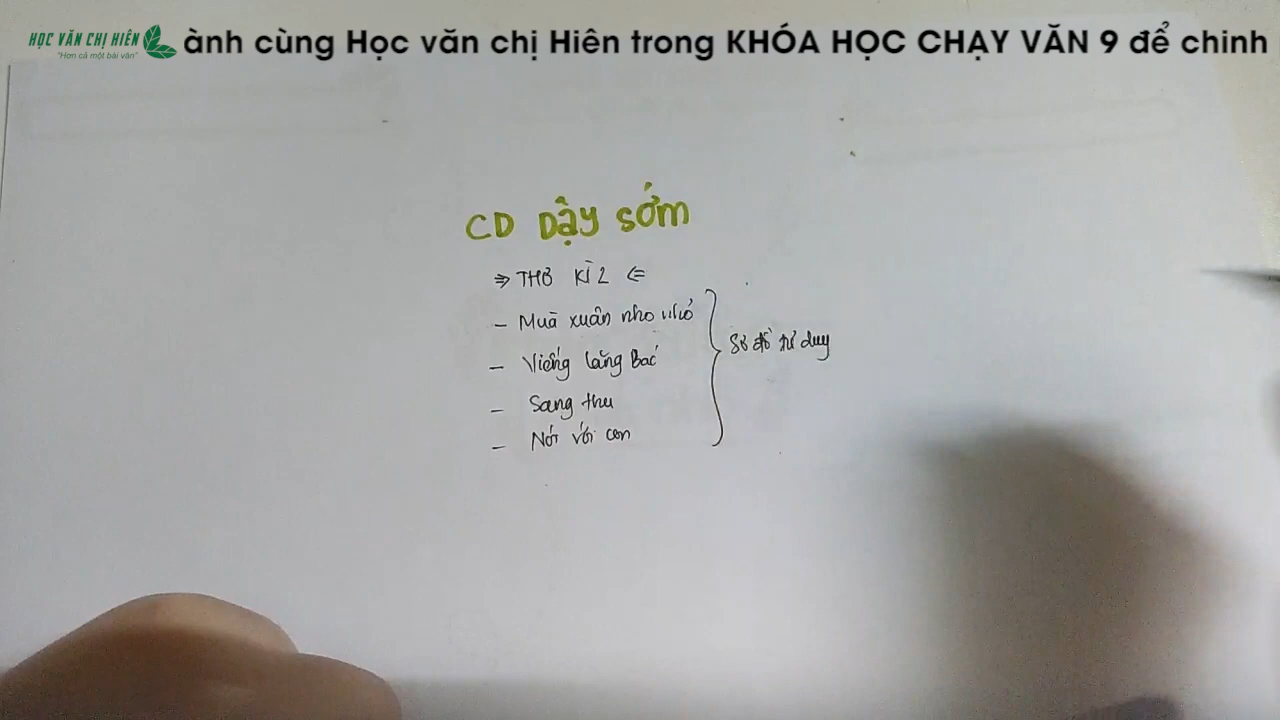 HỌC VĂN CHỊ HIÊN
"Hơn cả một bài văn"
ành cùng Học văn chị Hiên trong KHÓA HỌC CHẠY VĂN 9 để chinh
CD Dậy sớm
⇒ THƠ KÌ 2 ⇐
- Mùa xuân nho nhỏ
- Viếng lăng Bác
- Sang thu
- Nói với con
Sơ đồ tư duy